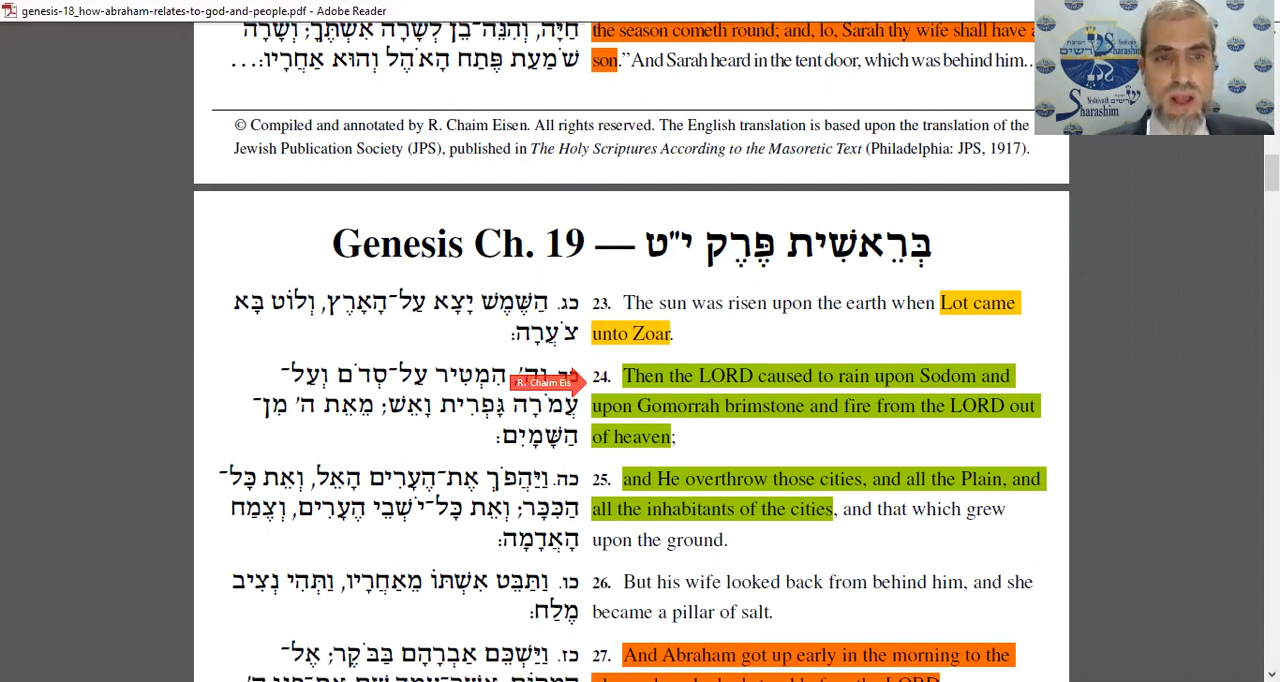 genesis-18_how-abraham-relates-to-god-and-people.pdf - Adobe Reader
חַיָּה, וְהִנֵּה־בֵן לְשָׂרָה אִשְׁתֶּךָ; וְשָׂרָה
שֹׁמַעַת פֶּתַח הָאֹהֶל וְהוּא אַחֲרָיו:...
the season cometh round; and, lo, Sarah thy wife shall have a
son.” And Sarah heard in the tent door, which was behind him...
© Compiled and annotated by R. Chaim Eisen. All rights reserved. The English translation is based upon the translation of the
Jewish Publication Society (JPS), published in The Holy Scriptures According to the Masoretic Text (Philadelphia: JPS, 1917).
Genesis Ch. 19 — בְּרֵאשִׁית פֶּרֶק י"ט
כג. הַשֶּׁמֶשׁ יָצָא עַל־הָאָרֶץ, וְלוֹט בָּא
צֹעֲרָה:
23. The sun was risen upon the earth when Lot came
unto Zoar.
כד. וַה', הִמְטִיר עַל־סְדֹם וְעַל־
עֲמֹרָה גָּפְרִית וָאֵשׁ; מֵאֵת ה' מִן־
הַשָּׁמָיִם:
R. Chaim Eis
24. Then the LORD caused to rain upon Sodom and
upon Gomorrah brimstone and fire from the LORD out
of heaven;
כה. וַיַּהֲפֹךְ אֶת־הֶעָרִים הָאֵל, וְאֵת כָּל־
הַכִּכָּר; וְאֵת כָּל־יֹשְׁבֵי הֶעָרִים, וְצֶמַח
הָאֲדָמָה:
25. and He overthrow those cities, and all the Plain, and
all the inhabitants of the cities, and that which grew
upon the ground.
כו. וַתַּבֵּט אִשְׁתּוֹ מֵאַחֲרָיו, וַתְּהִי נְצִיב
מֶלַח:
26. But his wife looked back from behind him, and she
became a pillar of salt.
כז. וַיַּשְׁכֵּם אַבְרָהָם בַּבֹּקֶר; אֶל־
27. And Abraham got up early in the morning to the
Yeshivat
Sharashim